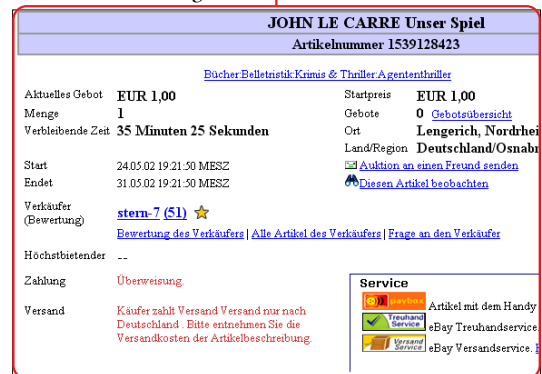 JOHN LE CARRE Unser Spiel
Artikelnummer 1539128423
Bücher:Belletristik:Krimis & Thriller:Agententhriller
Aktuelles Gebot EUR 1,00 Startpreis EUR 1,00
Menge 1 Gebote 0 Gebotsübersicht
Verbleibende Zeit 35 Minuten 25 Sekunden Ort Lengerich, Nordrhei
Land/Region Deutschland/Osnabr
Start 24.05.02 19:21:50 MESZ Auktion an einen Freund senden
Endet 31.05.02 19:21:50 MESZ Diesen Artikel beobachten
Verkäufer
(Bewertung) stern-7 (51)
Bewertung des Verkäufers | Alle Artikel des Verkäufers | Frage an den Verkäufer
Höchstbietender --
Zahlung Überweisung.
Versand Käufer zahlt Versand Versand nur nach
Deutschland . Bitte entnehmen Sie die
Versandkosten der Artikelbeschreibung.
Service
paybox Artikel mit dem Handy
Treuhand Service eBay Treuhandservice.
Versand Service eBay Versandservice.